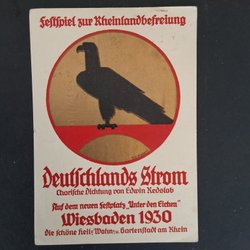 Festspiel zur Rheinlandbefreiung
Deutschlands Strom
Chorische Dichtung von Edwin Redslob
Auf dem neuen Festplatz „Unter den Eichen“
Wiesbaden 1930
Die schöne Heil- Wohn- u. Gartenstadt am Rhein